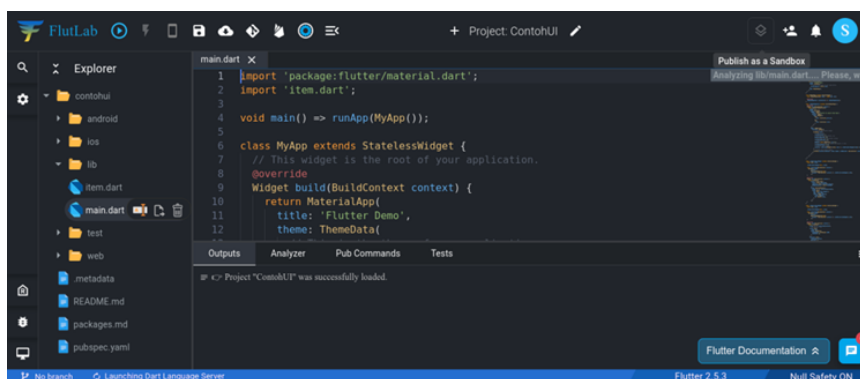 FlutLab
+ Project: ContohUI
S
Explorer
contohui
android
ios
lib
item.dart
main.dart
test
web
.metadata
README.md
packages.md
pubspec.yaml
main.dart X
Publish as a Sandbox
Analyzing lib/main.dart.... Please, w
1 import 'package:flutter/material.dart';
2 import 'item.dart';
3
4 void main() => runApp(MyApp());
5
6 class MyApp extends StatelessWidget {
7 // This widget is the root of your application.
8 @override
9 Widget build(BuildContext context) {
10 return MaterialApp(
11 title: 'Flutter Demo',
12 theme: ThemeData(
Outputs Analyzer Pub Commands Tests
Project "ContohUI" was successfully loaded.
Flutter Documentation
No branch Launching Dart Language Server Flutter 2.5.3 Null Safety ON